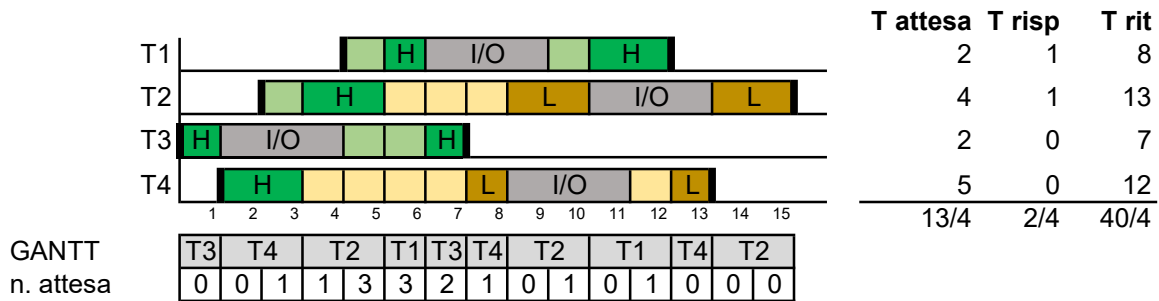 T attesa T risp T rit
T1 H I/O H 2 1 8
T2 H L I/O L 4 1 13
T3 H I/O H 2 0 7
T4 H L I/O L 5 0 12
1 2 3 4 5 6 7 8 9 10 11 12 13 14 15
13/4 2/4 40/4
GANTT T3 T4 T2 T1 T3 T4 T2 T1 T4 T2
n. attesa 0 0 1 1 3 3 2 1 0 1 0 1 0 0 0